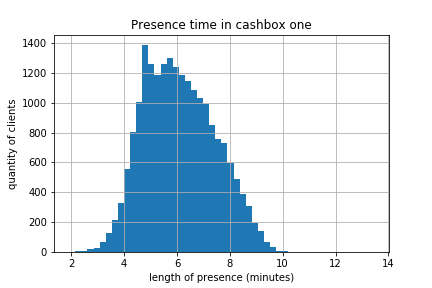 Presence time in cashbox one
1400
1200
1000
800
600
400
200
0
quantity of clients
2 4 6 8 10 12 14
length of presence (minutes)